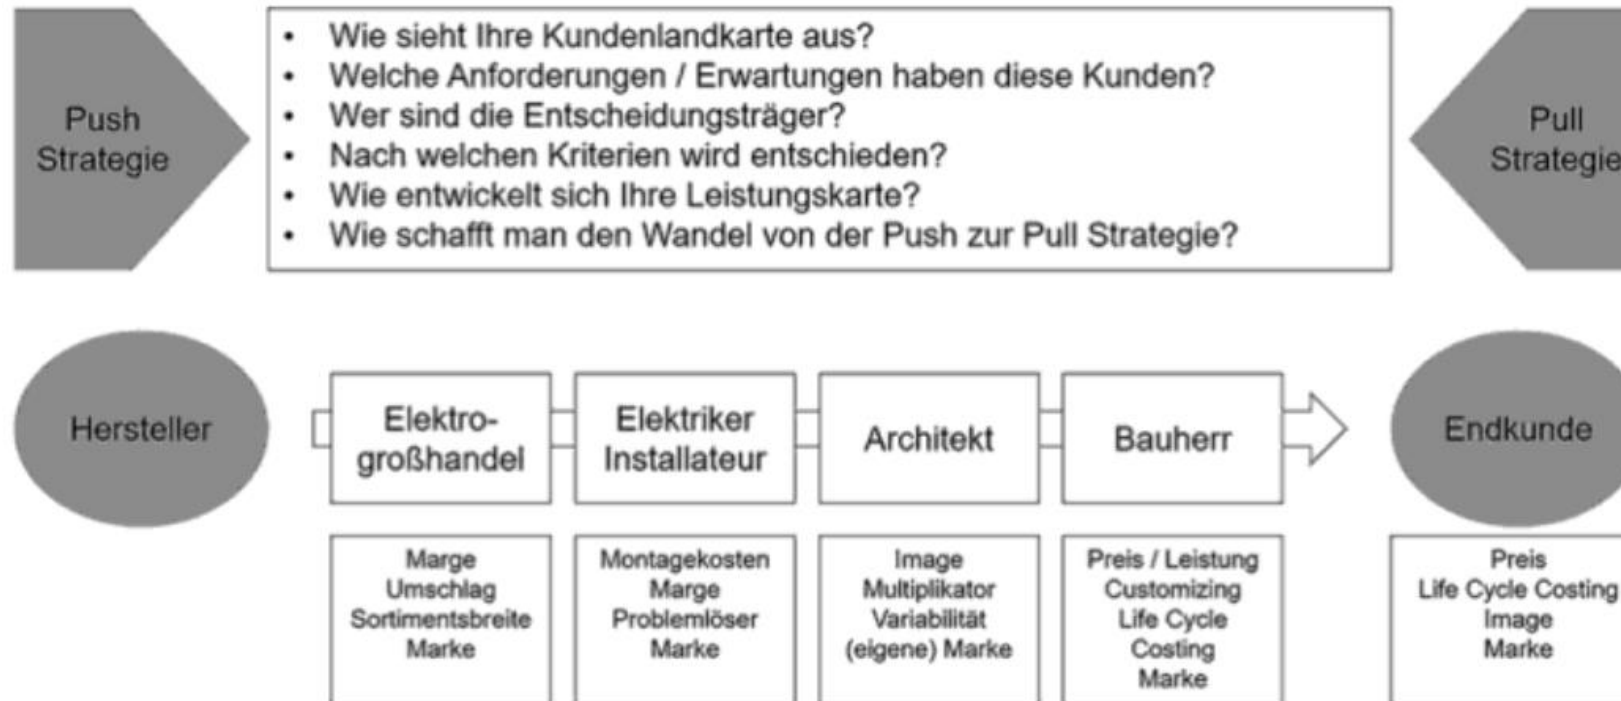 Push
Strategie
• Wie sieht Ihre Kundenlandkarte aus?
• Welche Anforderungen / Erwartungen haben diese Kunden?
• Wer sind die Entscheidungsträger?
• Nach welchen Kriterien wird entschieden?
• Wie entwickelt sich Ihre Leistungskarte?
• Wie schafft man den Wandel von der Push zur Pull Strategie?
Pull
Strategie
Hersteller
Elektro-
großhandel
Elektriker
Installateur
Architekt
Bauherr
Endkunde
Marge
Umschlag
Sortimentsbreite
Marke
Montagekosten
Marge
Problemlöser
Marke
Image
Multiplikator
Variabilität
(eigene) Marke
Preis / Leistung
Customizing
Life Cycle
Costing
Marke
Preis
Life Cycle Costing
Image
Marke